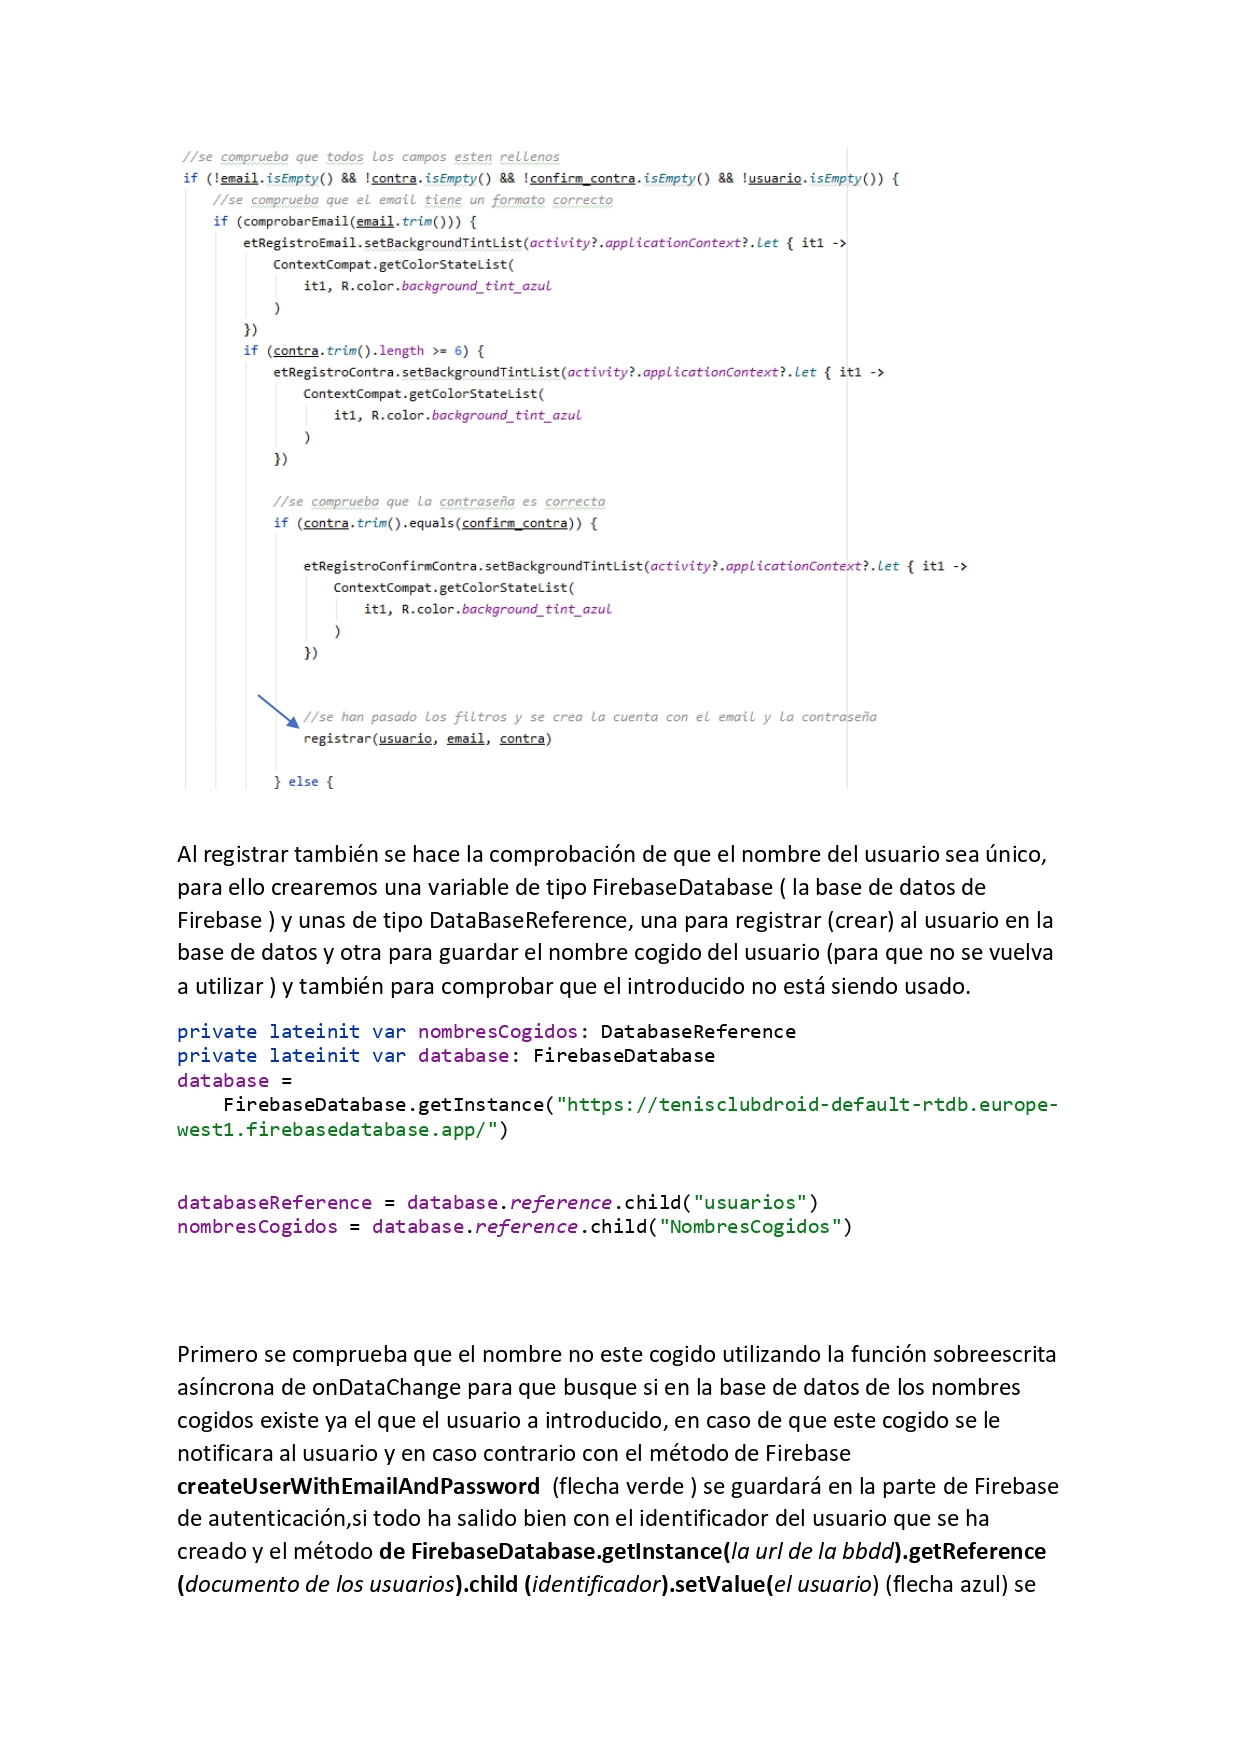 //se comprueba que todos los campos esten rellenos
if (!email.isEmpty() && !contra.isEmpty() && !confirm_contra.isEmpty() && !usuario.isEmpty()) {
//se comprueba que el email tiene un formato correcto
if (comprobarEmail(email.trim())) {
etRegistroEmail.setBackgroundTintList(activity?.applicationContext?.let { it1 ->
ContextCompat.getColorStateList(
it1, R.color.background_tint_azul
)
})
if (contra.trim().length >= 6) {
etRegistroContra.setBackgroundTintList(activity?.applicationContext?.let { it1 ->
ContextCompat.getColorStateList(
it1, R.color.background_tint_azul
)
})
//se comprueba que la contraseña es correcta
if (contra.trim().equals(confirm_contra)) {
etRegistroConfirmContra.setBackgroundTintList(activity?.applicationContext?.let { it1 ->
ContextCompat.getColorStateList(
it1, R.color.background_tint_azul
)
})
//se han pasado los filtros y se crea la cuenta con el email y la contraseña
registrar(usuario, email, contra)
} else {
Al registrar también se hace la comprobación de que el nombre del usuario sea único,
para ello crearemos una variable de tipo FirebaseDatabase ( la base de datos de
Firebase ) y unas de tipo DataBaseReference, una para registrar (crear) al usuario en la
base de datos y otra para guardar el nombre cogido del usuario (para que no se vuelva
a utilizar ) y también para comprobar que el introducido no está siendo usado.
private lateinit var nombresCogidos: DatabaseReference
private lateinit var database: FirebaseDatabase
database =
FirebaseDatabase.getInstance("https://tenisclubdroid-default-rtdb.europe-
west1.firebasedatabase.app/")
databaseReference = database.reference.child("usuarios")
nombresCogidos = database.reference.child("NombresCogidos")
Primero se comprueba que el nombre no este cogido utilizando la función sobreescrita
asíncrona de onDataChange para que busque si en la base de datos de los nombres
cogidos existe ya el que el usuario a introducido, en caso de que este cogido se le
notificara al usuario y en caso contrario con el método de Firebase
createUserWithEmailAndPassword (flecha verde ) se guardará en la parte de Firebase
de autenticación,si todo ha salido bien con el identificador del usuario que se ha
creado y el método de FirebaseDatabase.getInstance(la url de la bbdd).getReference
(documento de los usuarios).child (identificador).setValue(el usuario) (flecha azul) se